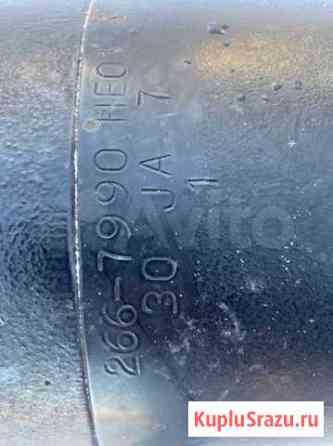 266-7990 HEO
30 JA 7
1
Avito
KupluSrazu.ru